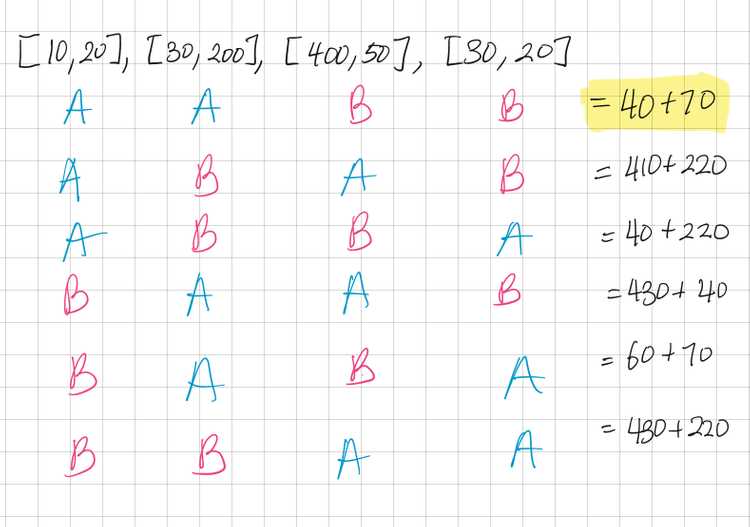 [10,20], [30,200], [400,50], [30,20]
A A B B = 40+70
A B A B = 410+220
A B B A = 40+220
B A A B = 430+40
B A B A = 60+70
B B A A = 430+220